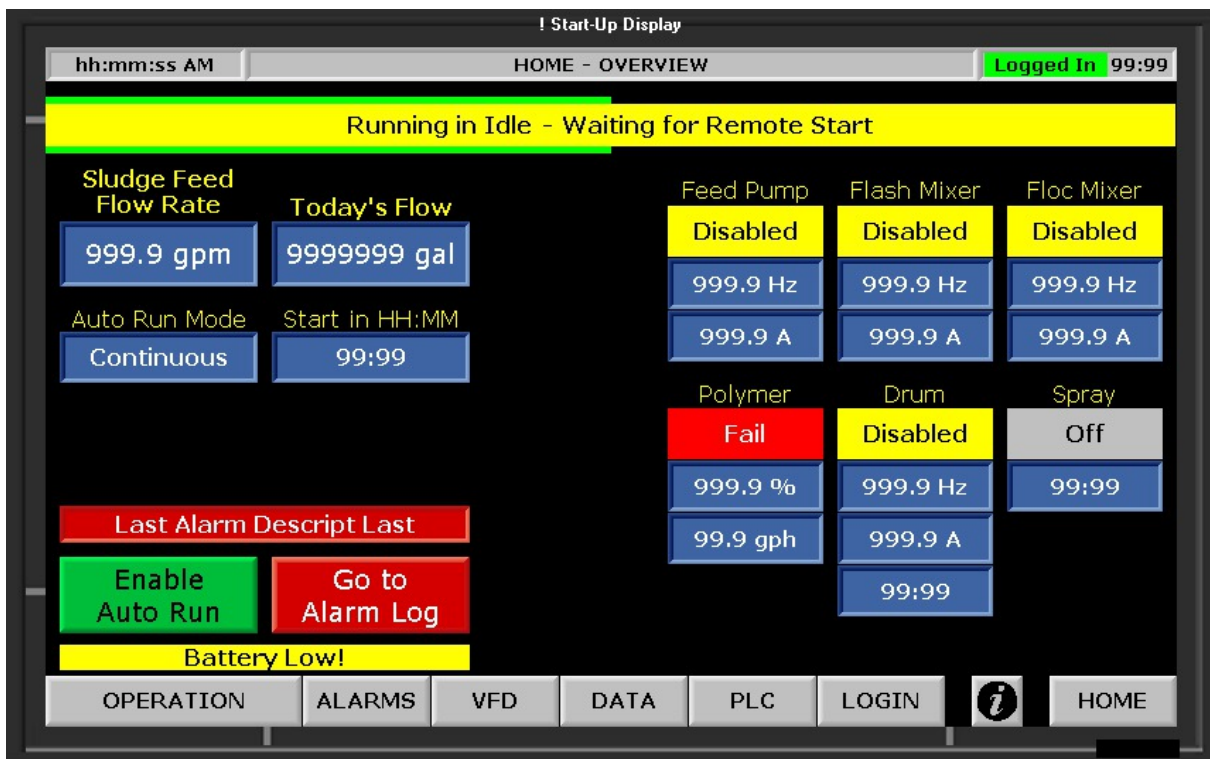 ! Start-Up Display
hh:mm:ss AM HOME - OVERVIEW Logged In 99:99
Running in Idle - Waiting for Remote Start
Sludge Feed
Flow Rate
999.9 gpm
Today's Flow
9999999 gal
Auto Run Mode
Continuous
Start in HH:MM
99:99
Feed Pump
Disabled
999.9 Hz
999.9 A
Flash Mixer
Disabled
999.9 Hz
999.9 A
Floc Mixer
Disabled
999.9 Hz
999.9 A
Polymer
Fail
999.9 %
99.9 gph
Drum
Disabled
999.9 Hz
999.9 A
99:99
Spray
Off
99:99
Last Alarm Descript Last
Enable
Auto Run
Go to
Alarm Log
Battery Low!
OPERATION ALARMS VFD DATA PLC LOGIN i HOME